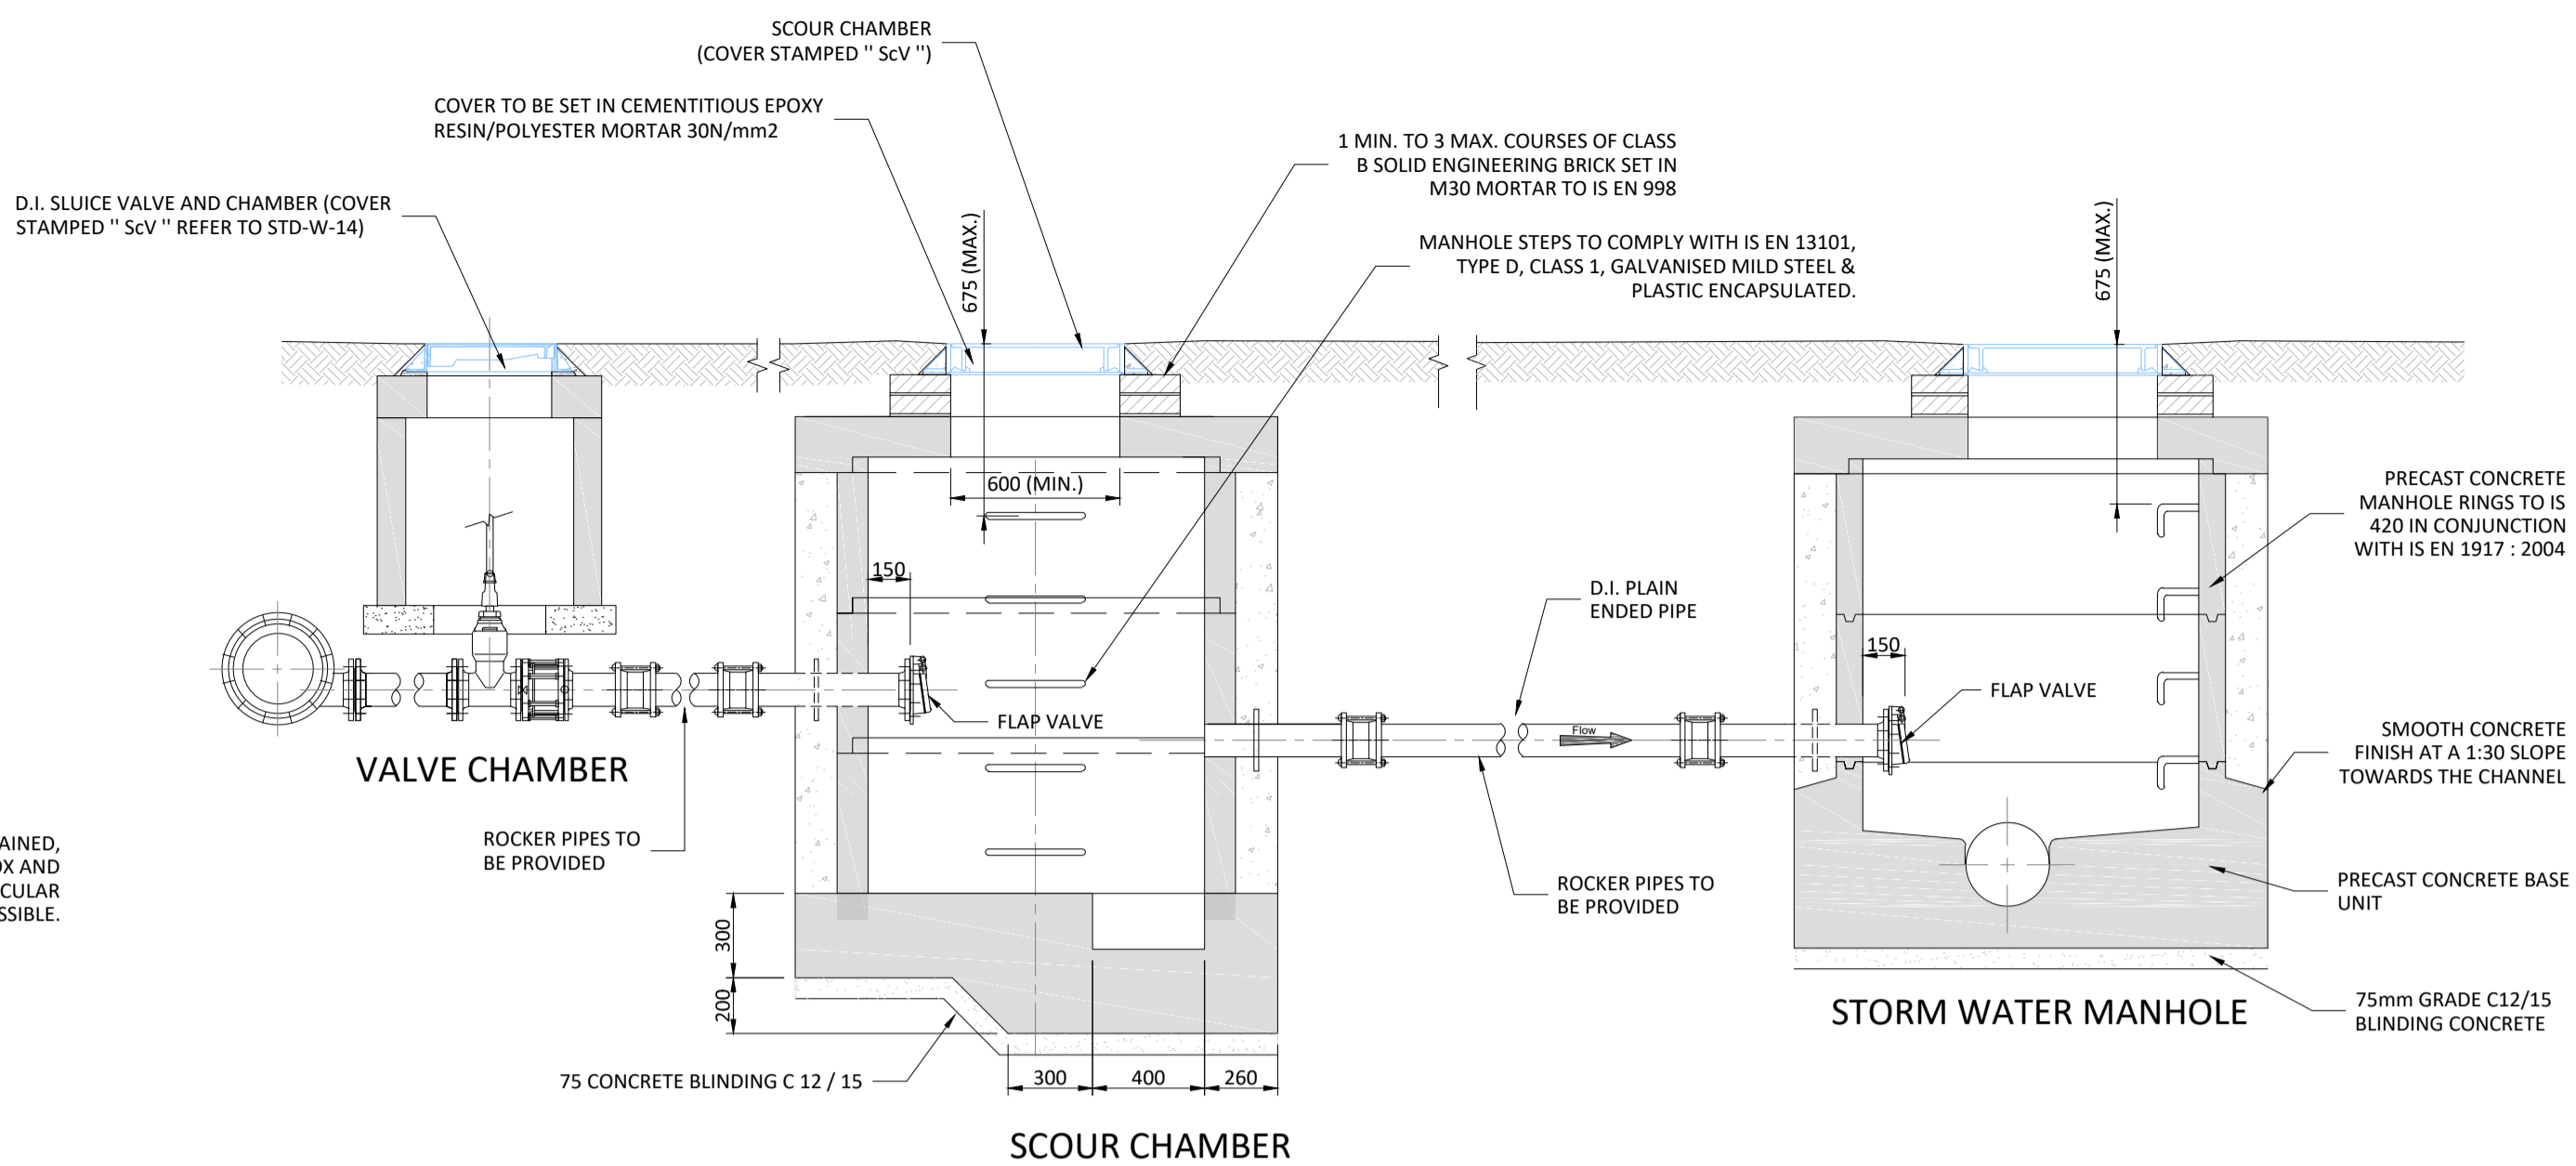 SCOUR CHAMBER
(COVER STAMPED " ScV ")
COVER TO BE SET IN CEMENTITIOUS EPOXY
RESIN/POLYESTER MORTAR 30N/mm2
1 MIN. TO 3 MAX. COURSES OF CLASS
B SOLID ENGINEERING BRICK SET IN
M30 MORTAR TO IS EN 998
D.I. SLUICE VALVE AND CHAMBER (COVER
STAMPED " ScV " REFER TO STD-W-14)
675 (MAX.)
MANHOLE STEPS TO COMPLY WITH IS EN 13101,
TYPE D, CLASS 1, GALVANISED MILD STEEL &
PLASTIC ENCAPSULATED.
675 (MAX.)
600 (MIN.)
PRECAST CONCRETE
MANHOLE RINGS TO IS
420 IN CONJUNCTION
WITH IS EN 1917 : 2004
150
D.I. PLAIN
ENDED PIPE
150
FLAP VALVE
FLAP VALVE
Flow
SMOOTH CONCRETE
FINISH AT A 1:30 SLOPE
TOWARDS THE CHANNEL
VALVE CHAMBER
ROCKER PIPES TO
BE PROVIDED
AINED,
OX AND
CULAR
SSIBLE.
ROCKER PIPES TO
BE PROVIDED
PRECAST CONCRETE BASE
UNIT
300
200
STORM WATER MANHOLE
75mm GRADE C12/15
BLINDING CONCRETE
75 CONCRETE BLINDING C 12 / 15
300
400
260
SCOUR CHAMBER